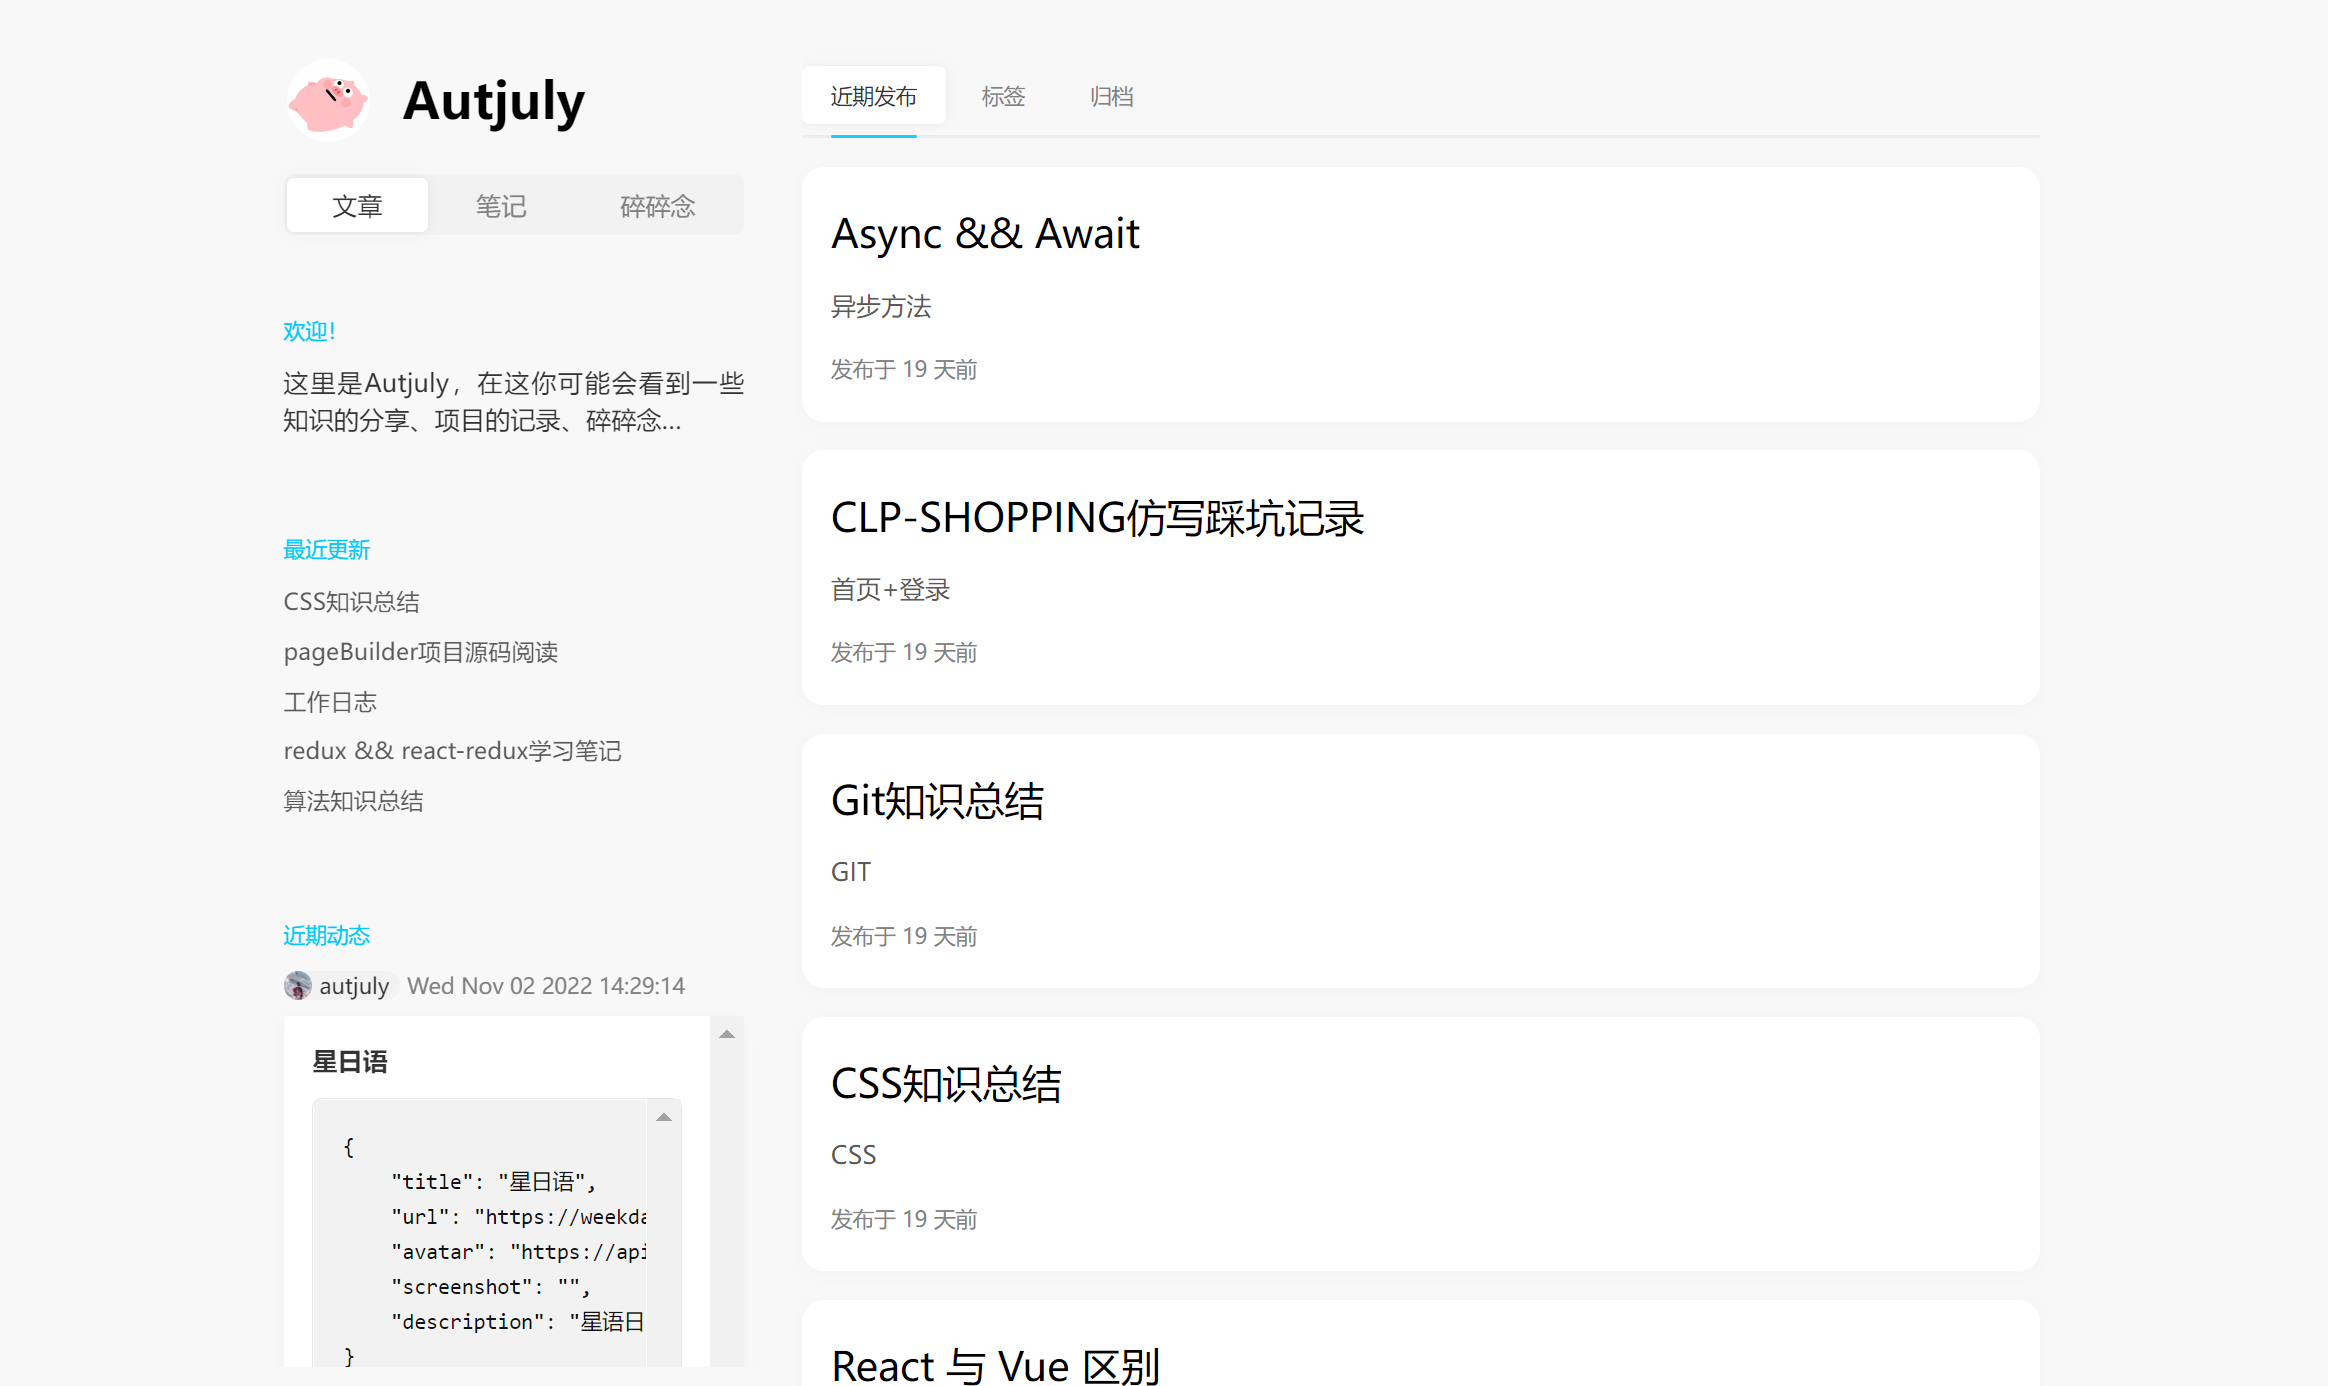 Autjuly
文章
笔记
碎碎念
欢迎！
这里是Autjuly，在这你可能会看到一些
知识的分享、项目的记录、碎碎念...
最近更新
CSS知识总结
pageBuilder项目源码阅读
工作日志
redux && react-redux学习笔记
算法知识总结
近期动态
autjuly Wed Nov 02 2022 14:29:14
星日语
{
"title": "星日语",
"url": "https://weekda
"avatar": "https://api
"screenshot": "",
"description": "星语日
}
近期发布
标签
归档
Async && Await
异步方法
发布于 19 天前
CLP-SHOPPING仿写踩坑记录
首页+登录
发布于 19 天前
Git知识总结
GIT
发布于 19 天前
CSS知识总结
CSS
发布于 19 天前
React 与 Vue 区别